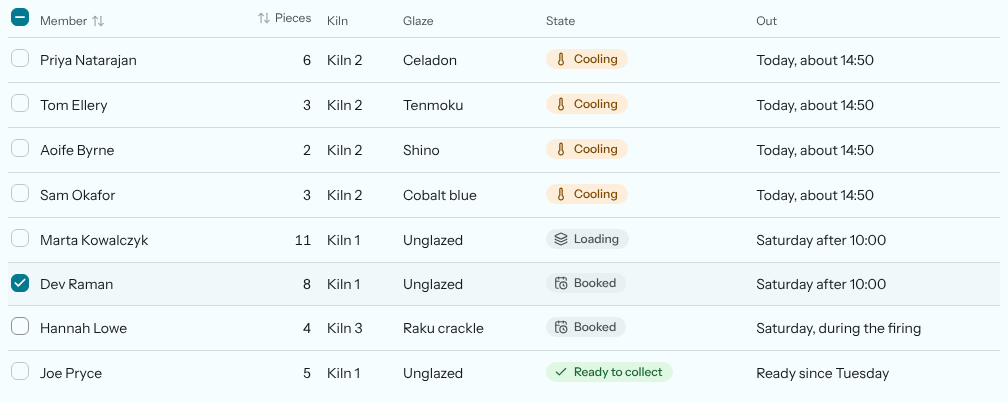 Member Pieces Kiln Glaze State Out
Priya Natarajan 6 Kiln 2 Celadon Cooling Today, about 14:50
Tom Ellery 3 Kiln 2 Tenmoku Cooling Today, about 14:50
Aoife Byrne 2 Kiln 2 Shino Cooling Today, about 14:50
Sam Okafor 3 Kiln 2 Cobalt blue Cooling Today, about 14:50
Marta Kowalczyk 11 Kiln 1 Unglazed Loading Saturday after 10:00
Dev Raman 8 Kiln 1 Unglazed Booked Saturday after 10:00
Hannah Lowe 4 Kiln 3 Raku crackle Booked Saturday, during the firing
Joe Pryce 5 Kiln 1 Unglazed Ready to collect Ready since Tuesday